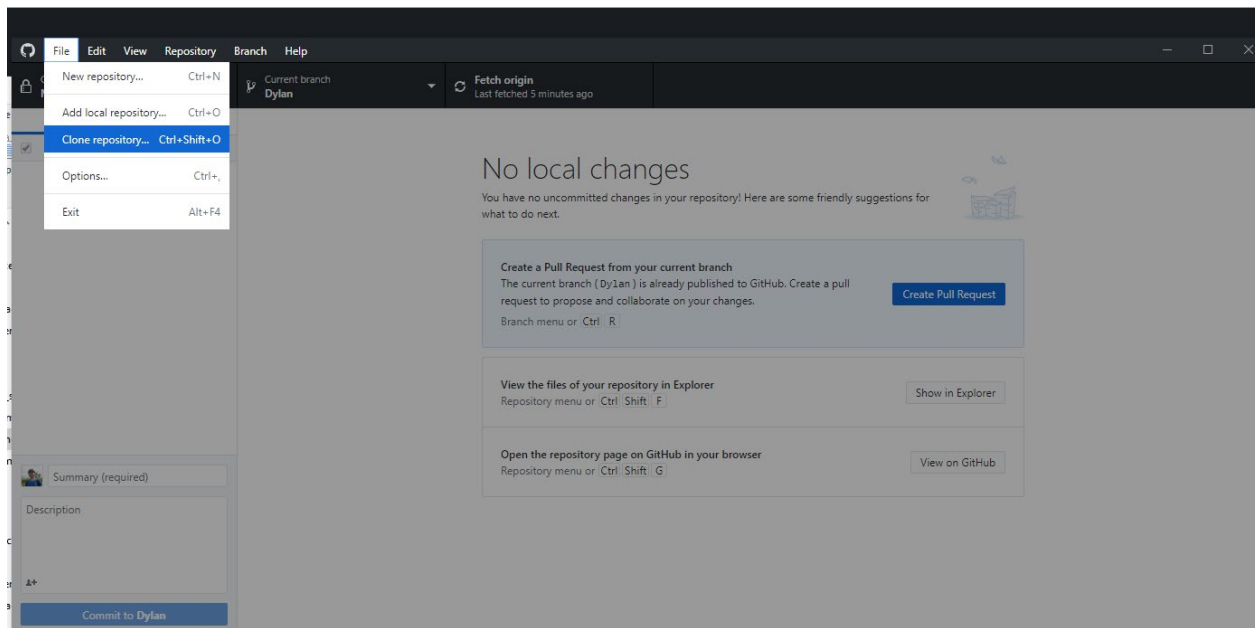 File Edit View Repository Branch Help
New repository... Ctrl+N
Add local repository... Ctrl+O
Clone repository... Ctrl+Shift+O
Options... Ctrl+,
Exit Alt+F4
Current branch
Dylan
Fetch origin
Last fetched 5 minutes ago
No local changes
You have no uncommitted changes in your repository! Here are some friendly suggestions for
what to do next.
Create a Pull Request from your current branch
The current branch (Dylan) is already published to GitHub. Create a pull
request to propose and collaborate on your changes.
Branch menu or Ctrl R
Create Pull Request
View the files of your repository in Explorer
Repository menu or Ctrl Shift F
Show in Explorer
Open the repository page on GitHub in your browser
Repository menu or Ctrl Shift G
View on GitHub
Summary (required)
Description
Commit to Dylan